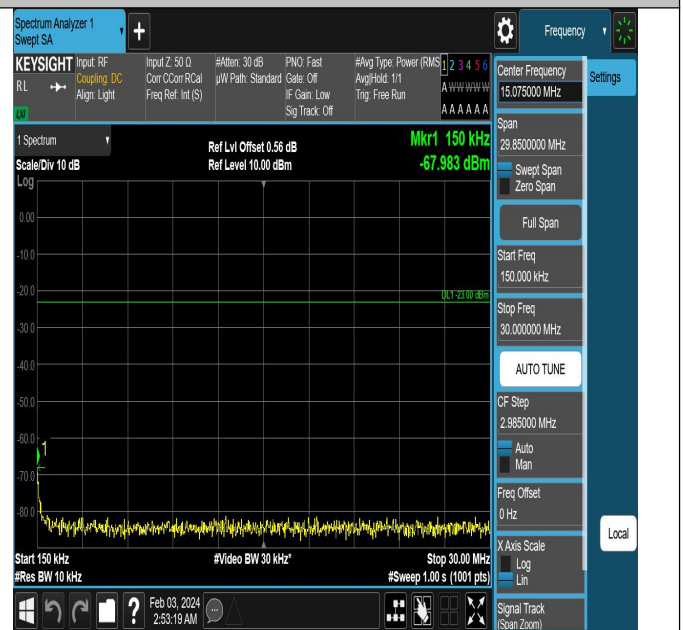 Spectrum Analyzer 1
Swept SA
+
Frequency
KEYSIGHT
RL
LXI
Input: RF
Coupling: DC
Align: Light
Input Z: 50 Ω
Corr CCorr RCal
Freq Ref: Int (S)
#Atten: 30 dB
µW Path: Standard
PNO: Fast
Gate: Off
IF Gain: Low
Sig Track: Off
#Avg Type: Power (RMS
Avg|Hold: 1/1
Trig: Free Run
1 2 3 4 5 6
A W W W W W
A A A A A A
Center Frequency
15.075000 MHz
Settings
Span
29.8500000 MHz
Swept Span
Zero Span
Full Span
Start Freq
150.000 kHz
Stop Freq
30.000000 MHz
AUTO TUNE
CF Step
2.985000 MHz
Auto
Man
Freq Offset
0 Hz
X Axis Scale
Log
Lin
Signal Track
(Span Zoom)
Local
1 Spectrum
Scale/Div 10 dB
Ref Lvl Offset 0.56 dB
Ref Level 10.00 dBm
Mkr1 150 kHz
-67.983 dBm
Log
0.00
-10.0
-20.0
DL1 -23.00 dBm
-30.0
-40.0
-50.0
-60.0
1
-70.0
-80.0
Start 150 kHz
#Res BW 10 kHz
#Video BW 30 kHz*
Stop 30.00 MHz
#Sweep 1.00 s (1001 pts)
?
Feb 03, 2024
2:53:19 AM